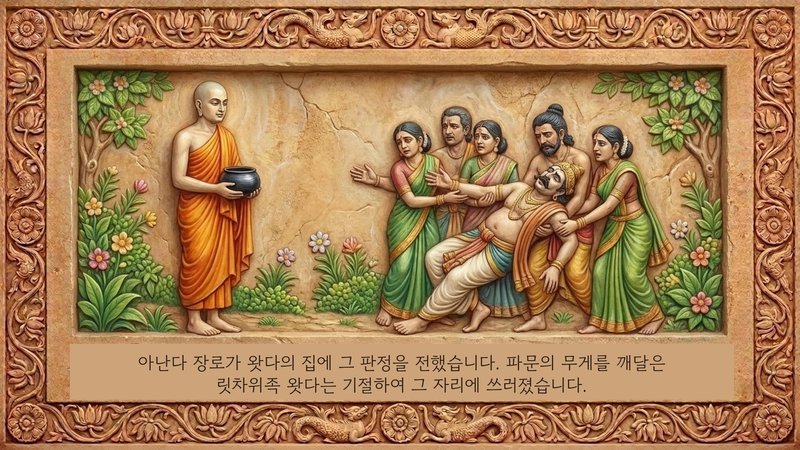 아난다 장로가 왓다의 집에 그 판정을 전했습니다. 파문의 무게를 깨달은
릿차위족 왓다는 기절하여 그 자리에 쓰러졌습니다.